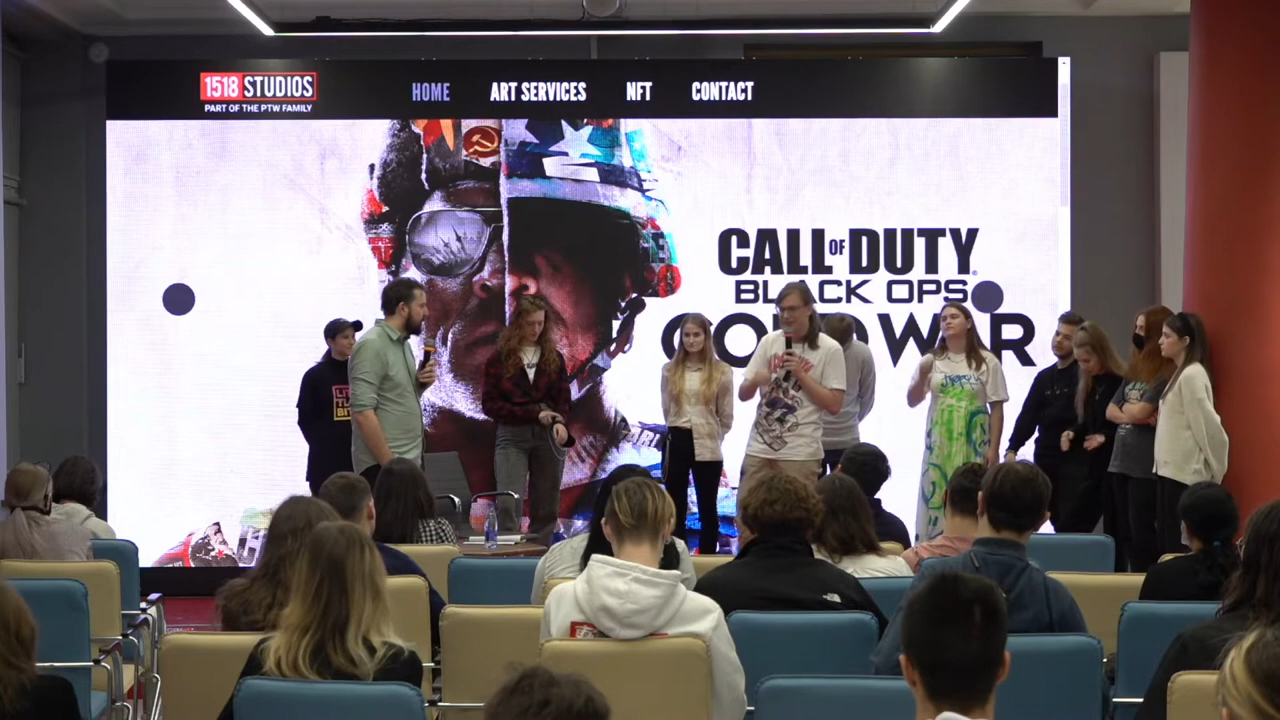 1518 STUDIOS
PART OF THE PTW FAMILY
HOME ART SERVICES NFT CONTACT
CALL OF DUTY
BLACK OPS
COLD WAR